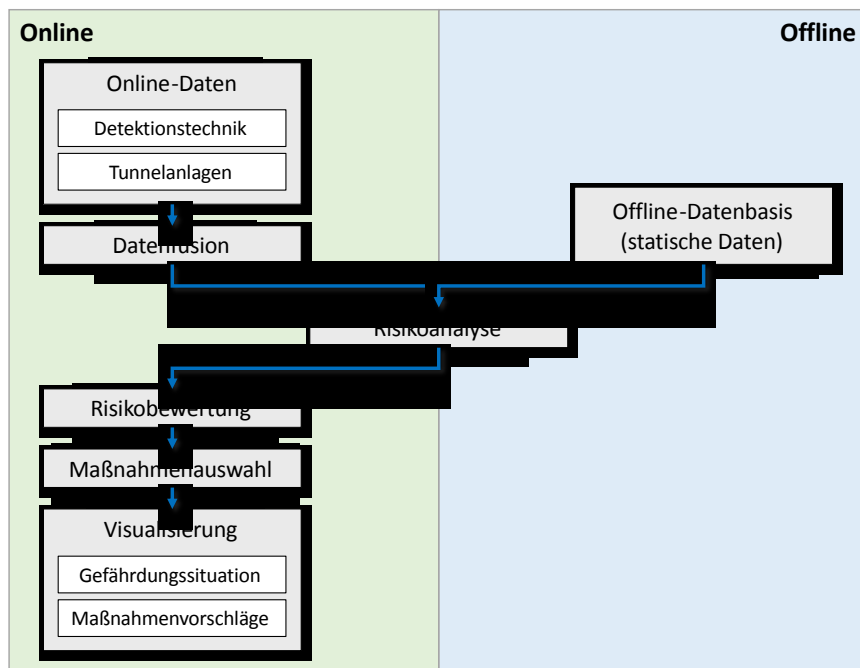 Online
Offline
Online-Daten
Detektionstechnik
Tunnelanlagen
Offline-Datenbasis
(statische Daten)
Datenfusion
Risikoanalyse
Risikobewertung
Maßnahmenauswahl
Visualisierung
Gefährdungssituation
Maßnahmenvorschläge